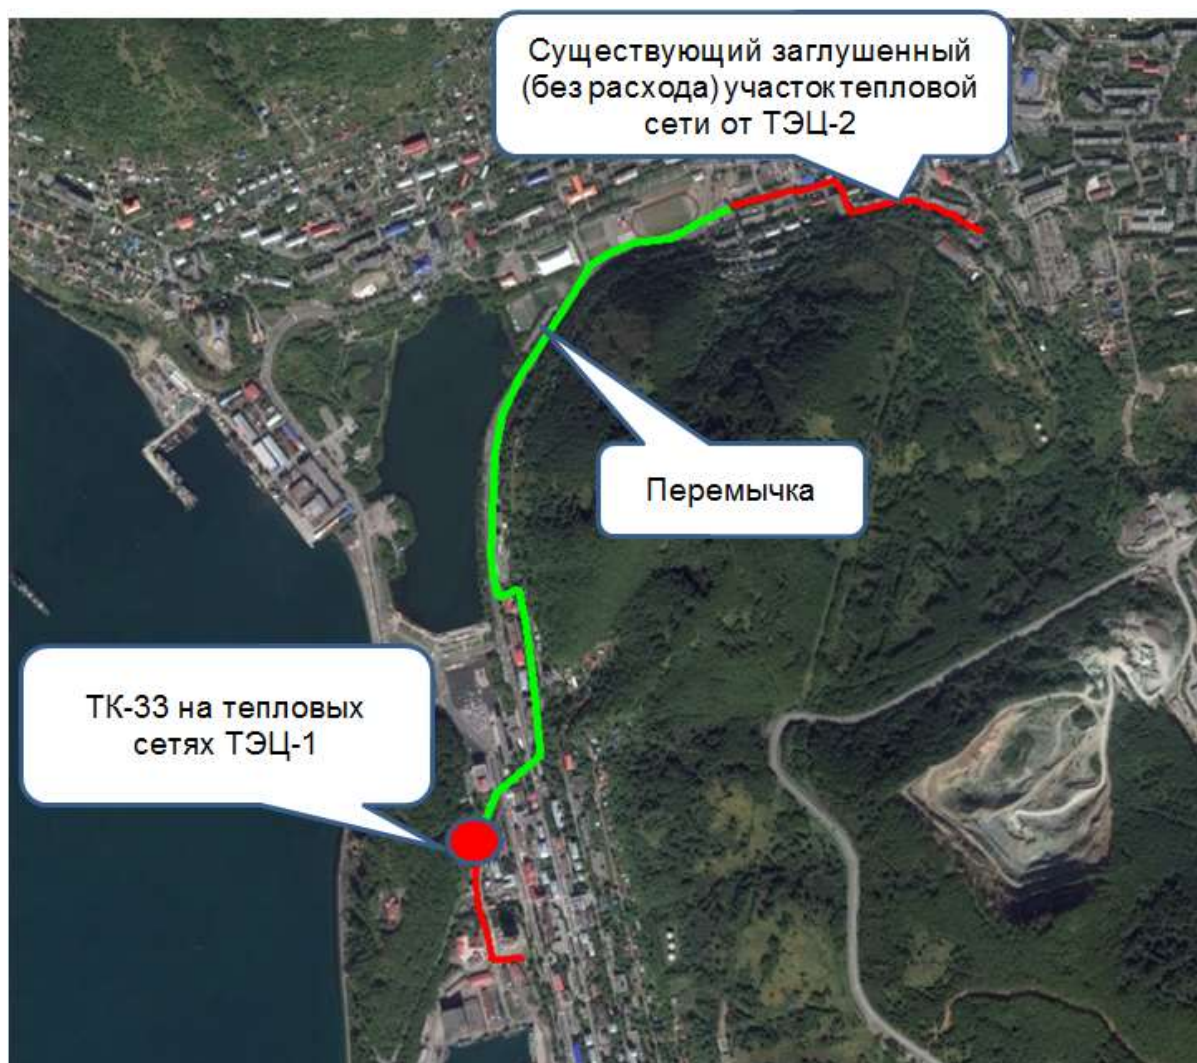 Существующий заглушенный
(без расхода) участок тепловой
сети от ТЭЦ-2
Перемычка
ТК-33 на тепловых
сетях ТЭЦ-1